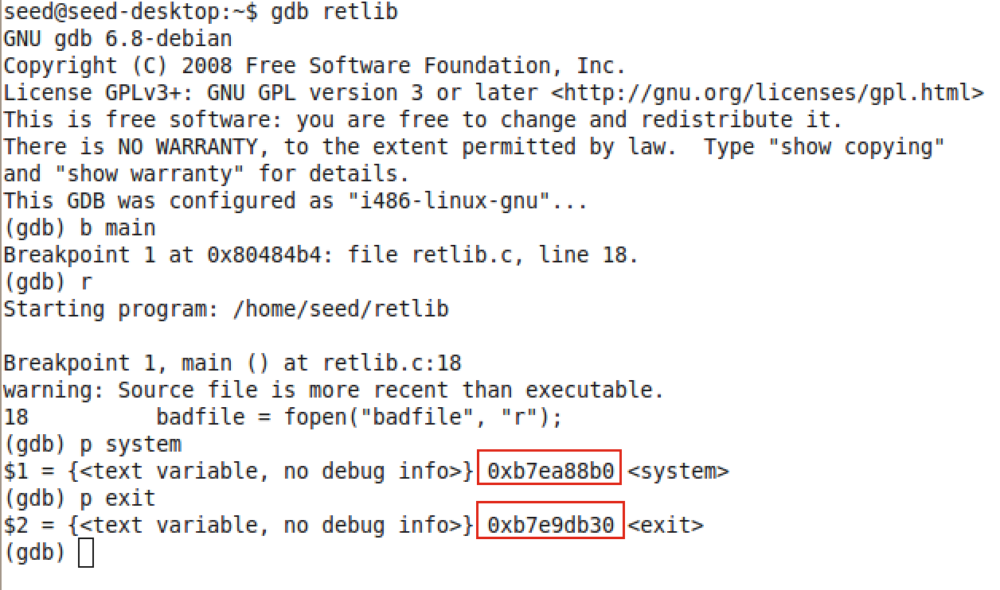 seed@seed-desktop:~$ gdb retlib
GNU gdb 6.8-debian
Copyright (C) 2008 Free Software Foundation, Inc.
License GPLv3+: GNU GPL version 3 or later <http://gnu.org/licenses/gpl.html>
This is free software: you are free to change and redistribute it.
There is NO WARRANTY, to the extent permitted by law.  Type "show copying"
and "show warranty" for details.
This GDB was configured as "i486-linux-gnu"...
(gdb) b main
Breakpoint 1 at 0x80484b4: file retlib.c, line 18.
(gdb) r
Starting program: /home/seed/retlib
Breakpoint 1, main () at retlib.c:18
warning: Source file is more recent than executable.
18          badfile = fopen("badfile", "r");
(gdb) p system
$1 = {<text variable, no debug info>} 0xb7ea88b0 <system>
(gdb) p exit
$2 = {<text variable, no debug info>} 0xb7e9db30 <exit>
(gdb)